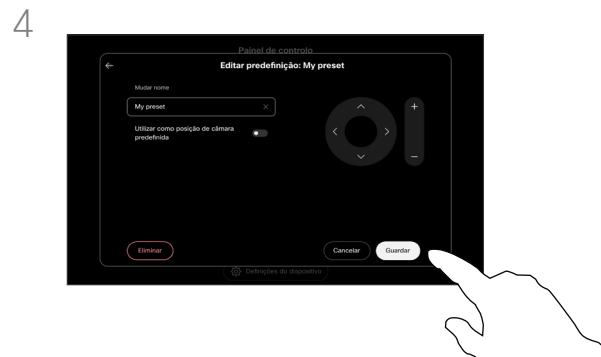 4
Painel de controlo
Editar predefinição: My preset
Mudar nome
My preset
Utilizar como posição de câmara
predefinida
Eliminar
Cancelar
Guardar
Definições do dispositivo